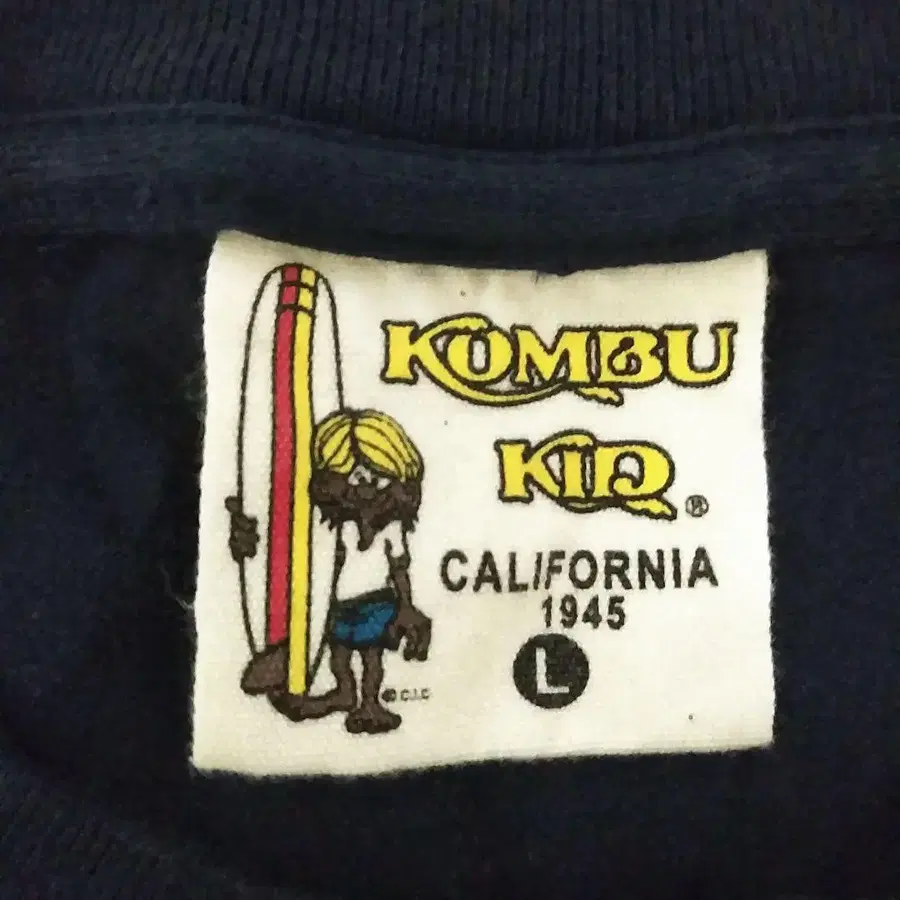 KOMBU
KID ®
CALIFORNIA
1945
L
© C.I.C